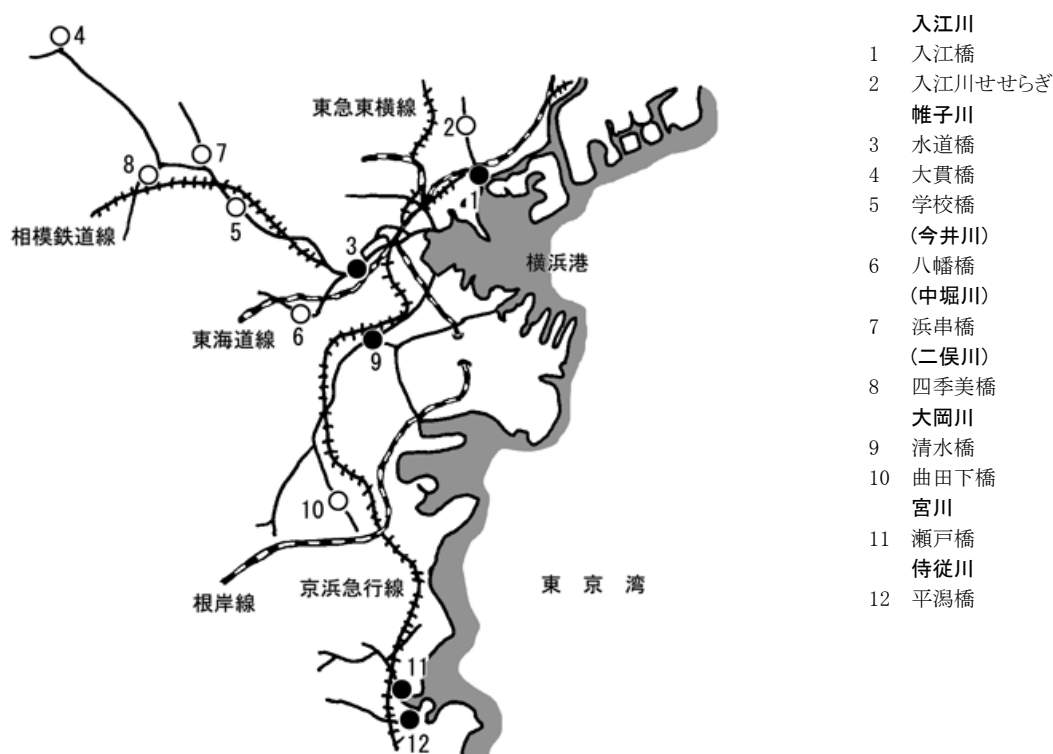 4
東急東横線
2
7
8
1
相模鉄道線
5
3
横浜港
東海道線
6
9
10
根岸線
京浜急行線
東京湾
11
12
入江川
1 入江橋
2 入江川せせらぎ
帷子川
3 水道橋
4 大貫橋
5 学校橋
(今井川)
6 八幡橋
(中堀川)
7 浜串橋
(二俣川)
8 四季美橋
大岡川
9 清水橋
10 曲田下橋
宮川
11 瀬戸橋
侍従川
12 平潟橋